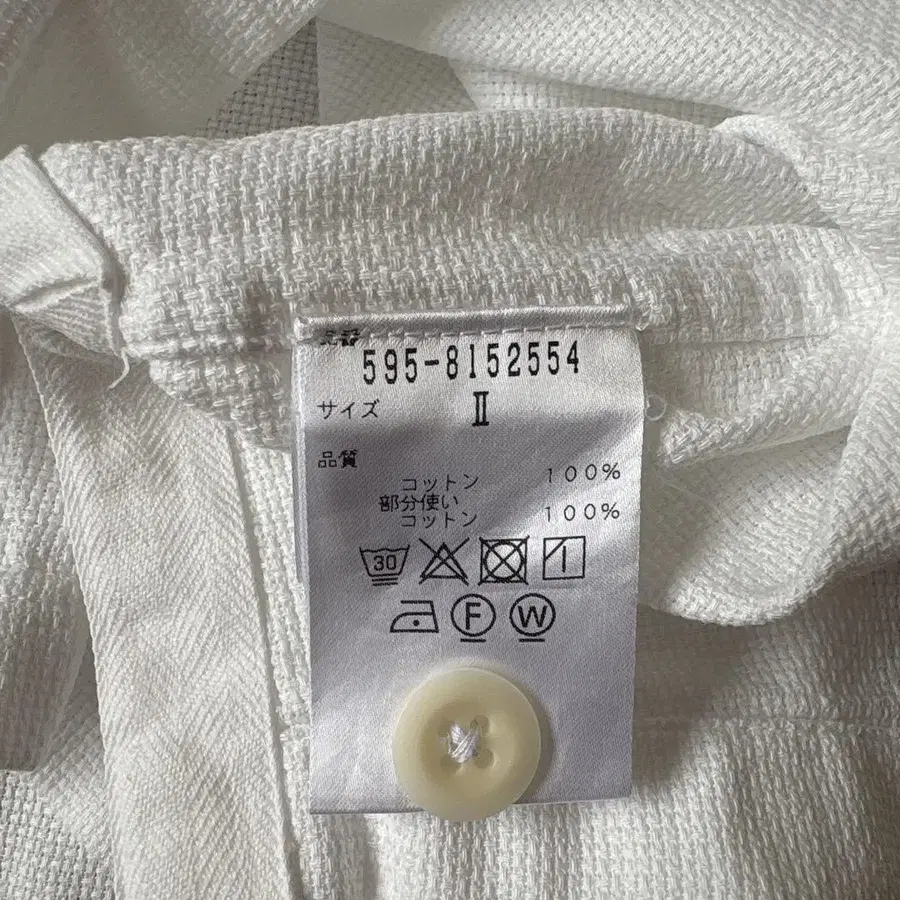 595-8152554
サイズ Ⅱ
品質
コットン 100%
部分使い
コットン 100%
30
F W